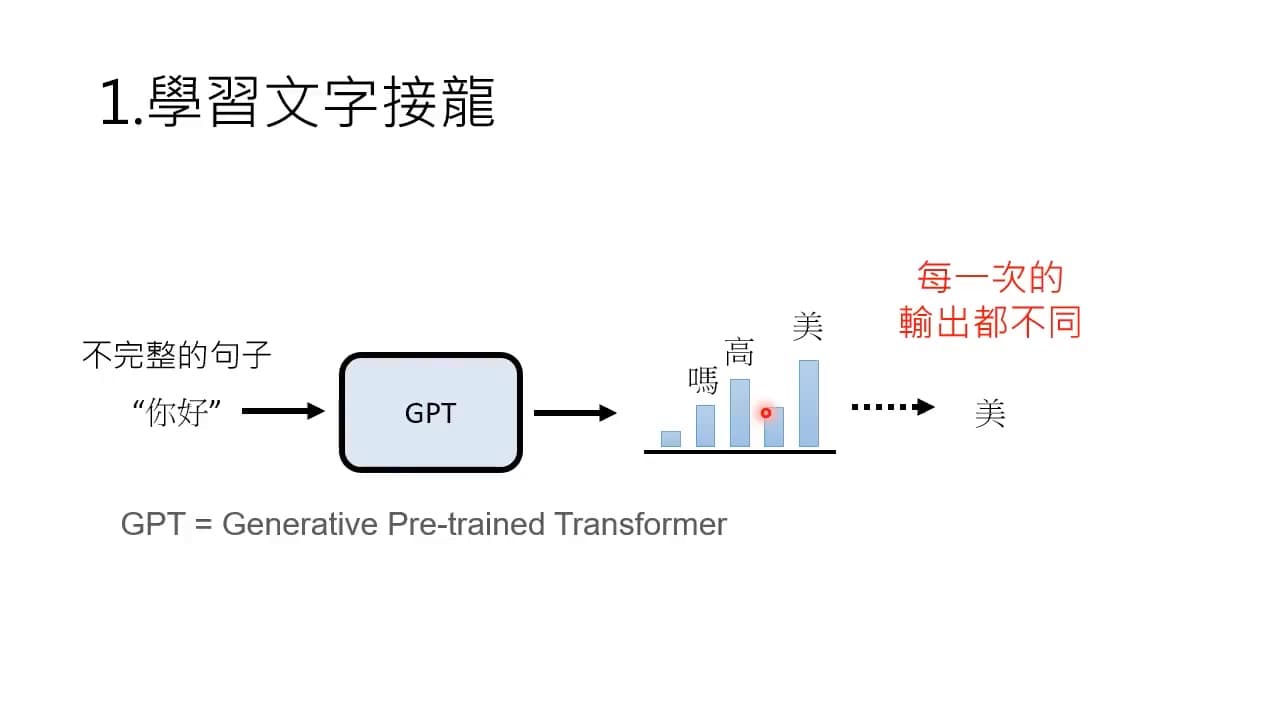 1.學習文字接龍
每一次的
輸出都不同
不完整的句子
“你好”
GPT
嗎
高
美
美
GPT = Generative Pre-trained Transformer